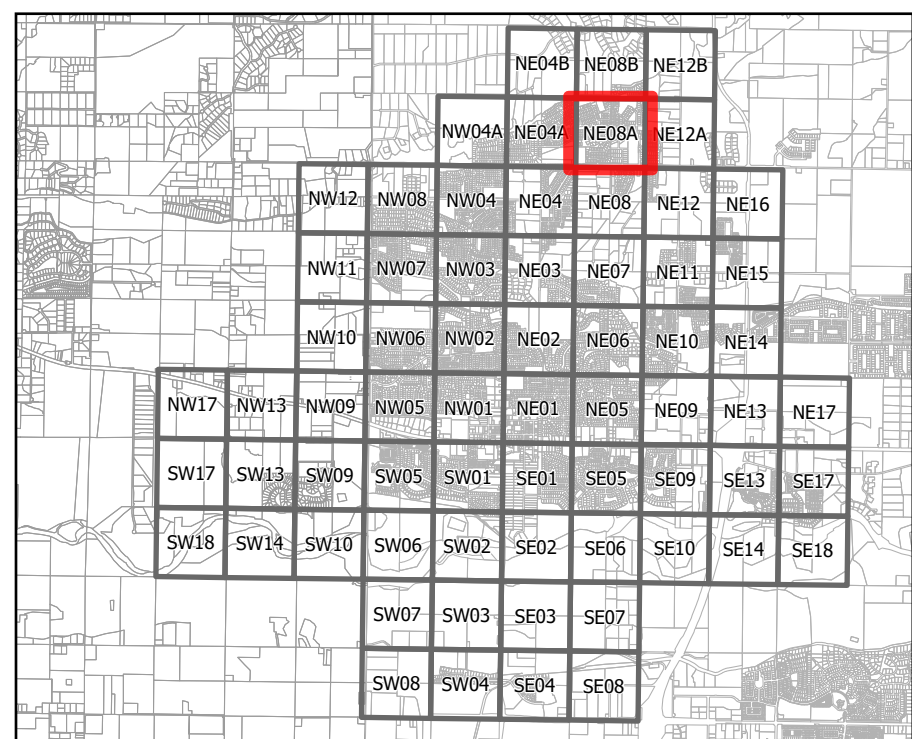 NE04B NE08B NE12B
NW04A NE04A NE08A NE12A
NW12 NW08 NW04 NE04 NE08 NE12 NE16
NW11 NW07 NW03 NE03 NE07 NE11 NE15
NW10 NW06 NW02 NE02 NE06 NE10 NE14
NW17 NW13 NW09 NW05 NW01 NE01 NE05 NE09 NE13 NE17
SW17 SW13 SW09 SW05 SW01 SE01 SE05 SE09 SE13 SE17
SW18 SW14 SW10 SW06 SW02 SE02 SE06 SE10 SE14 SE18
SW07 SW03 SE03 SE07
SW08 SW04 SE04 SE08